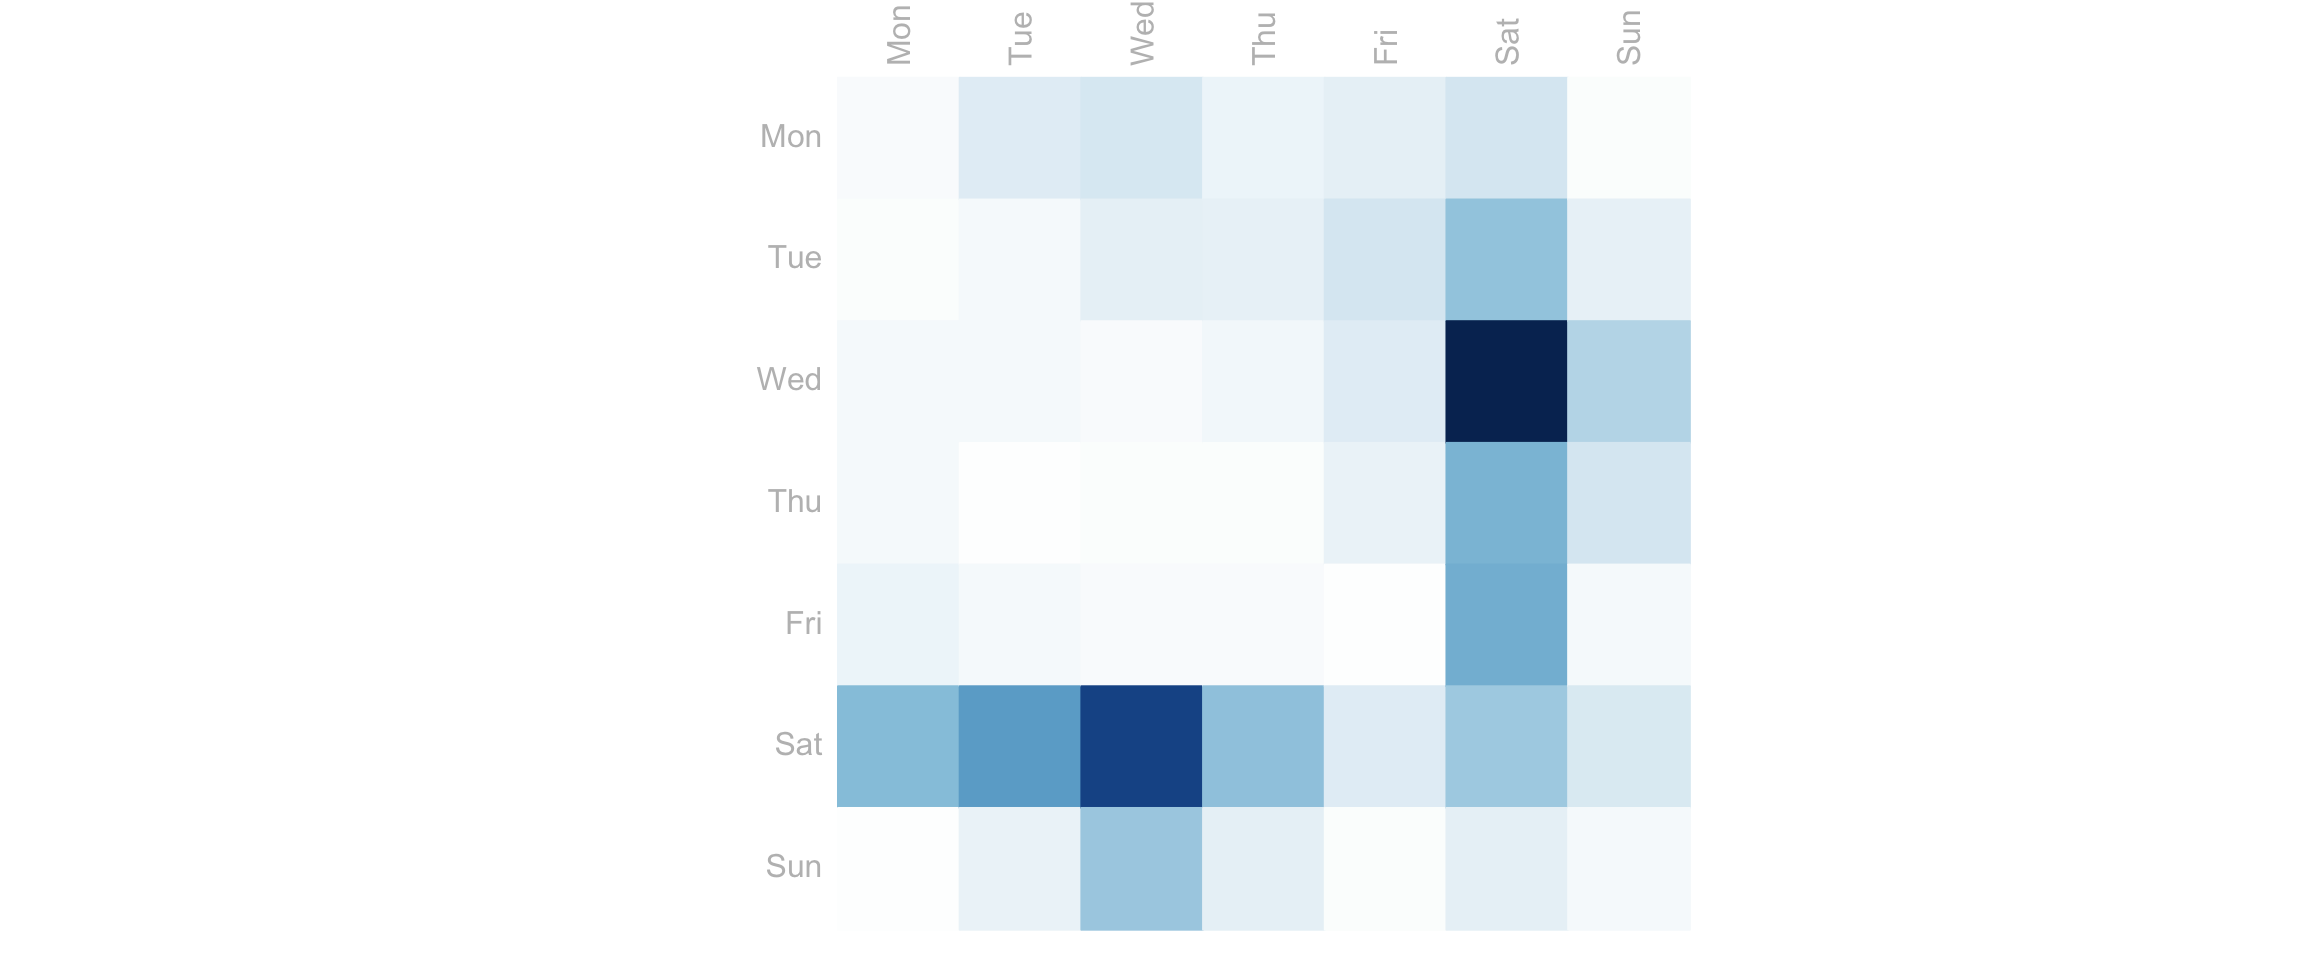 Mon
Tue
Wed
Thu
Fri
Sat
Sun
Mon
Tue
Wed
Thu
Fri
Sat
Sun